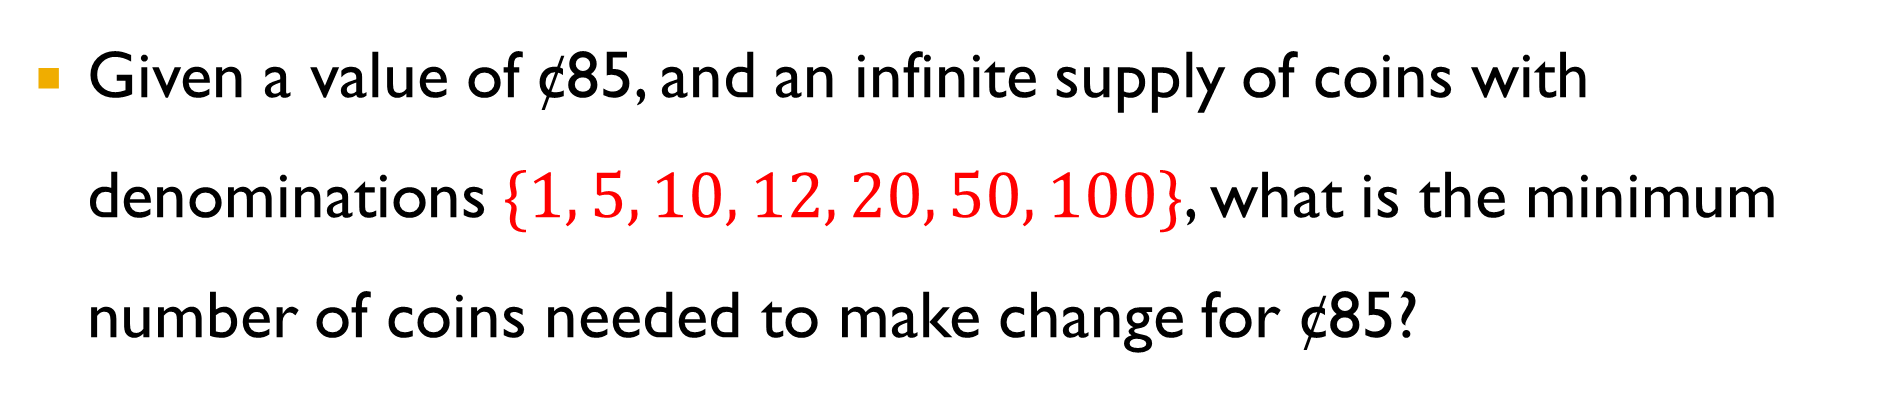 ▪ Given a value of ¢85, and an infinite supply of coins with
denominations {1, 5, 10, 12, 20, 50, 100}, what is the minimum
number of coins needed to make change for ¢85?